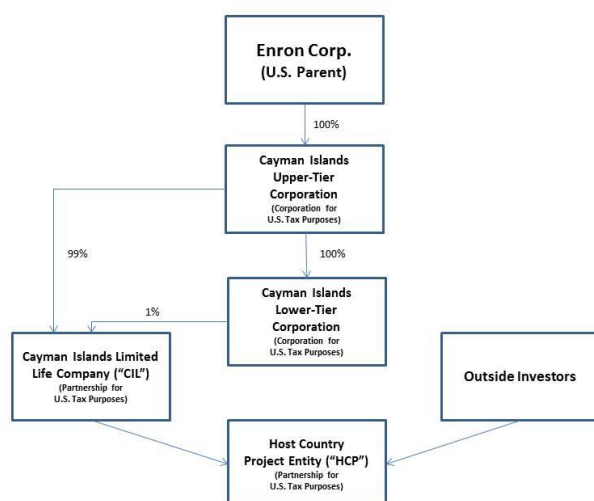 Enron Corp.
(U.S. Parent)
100%
Cayman Islands
Upper-Tier
Corporation
(Corporation for
U.S. Tax Purposes)
99%
100%
Cayman Islands
Lower-Tier
Corporation
(Corporation for
U.S. Tax Purposes)
1%
Cayman Islands Limited
Life Company (“CIL”)
(Partnership for
U.S. Tax Purposes)
Outside Investors
Host Country
Project Entity (“HCP”)
(Partnership for
U.S. Tax Purposes)